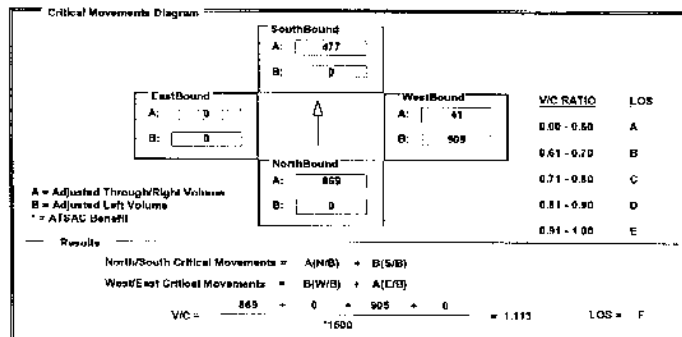 Critical Movements Diagram
SouthBound
A: 477
B: 0
EastBound
A: 0
B: 0
WestBound
A: 41
B: 905
NorthBound
A: 869
B: 0
V/C RATIO LOS
0.00 - 0.60 A
0.61 - 0.70 B
0.71 - 0.80 C
0.81 - 0.90 D
0.91 - 1.00 E
A = Adjusted Through/Right Volume
B = Adjusted Left Volume
* = ATSAC Benefit
Results
North/South Critical Movements = A(N/B) + B(S/B)
West/East Critical Movements = B(W/B) + A(E/B)
V/C = 869 + 0 + 905 + 0 = 1.113 LOS = F
*1500